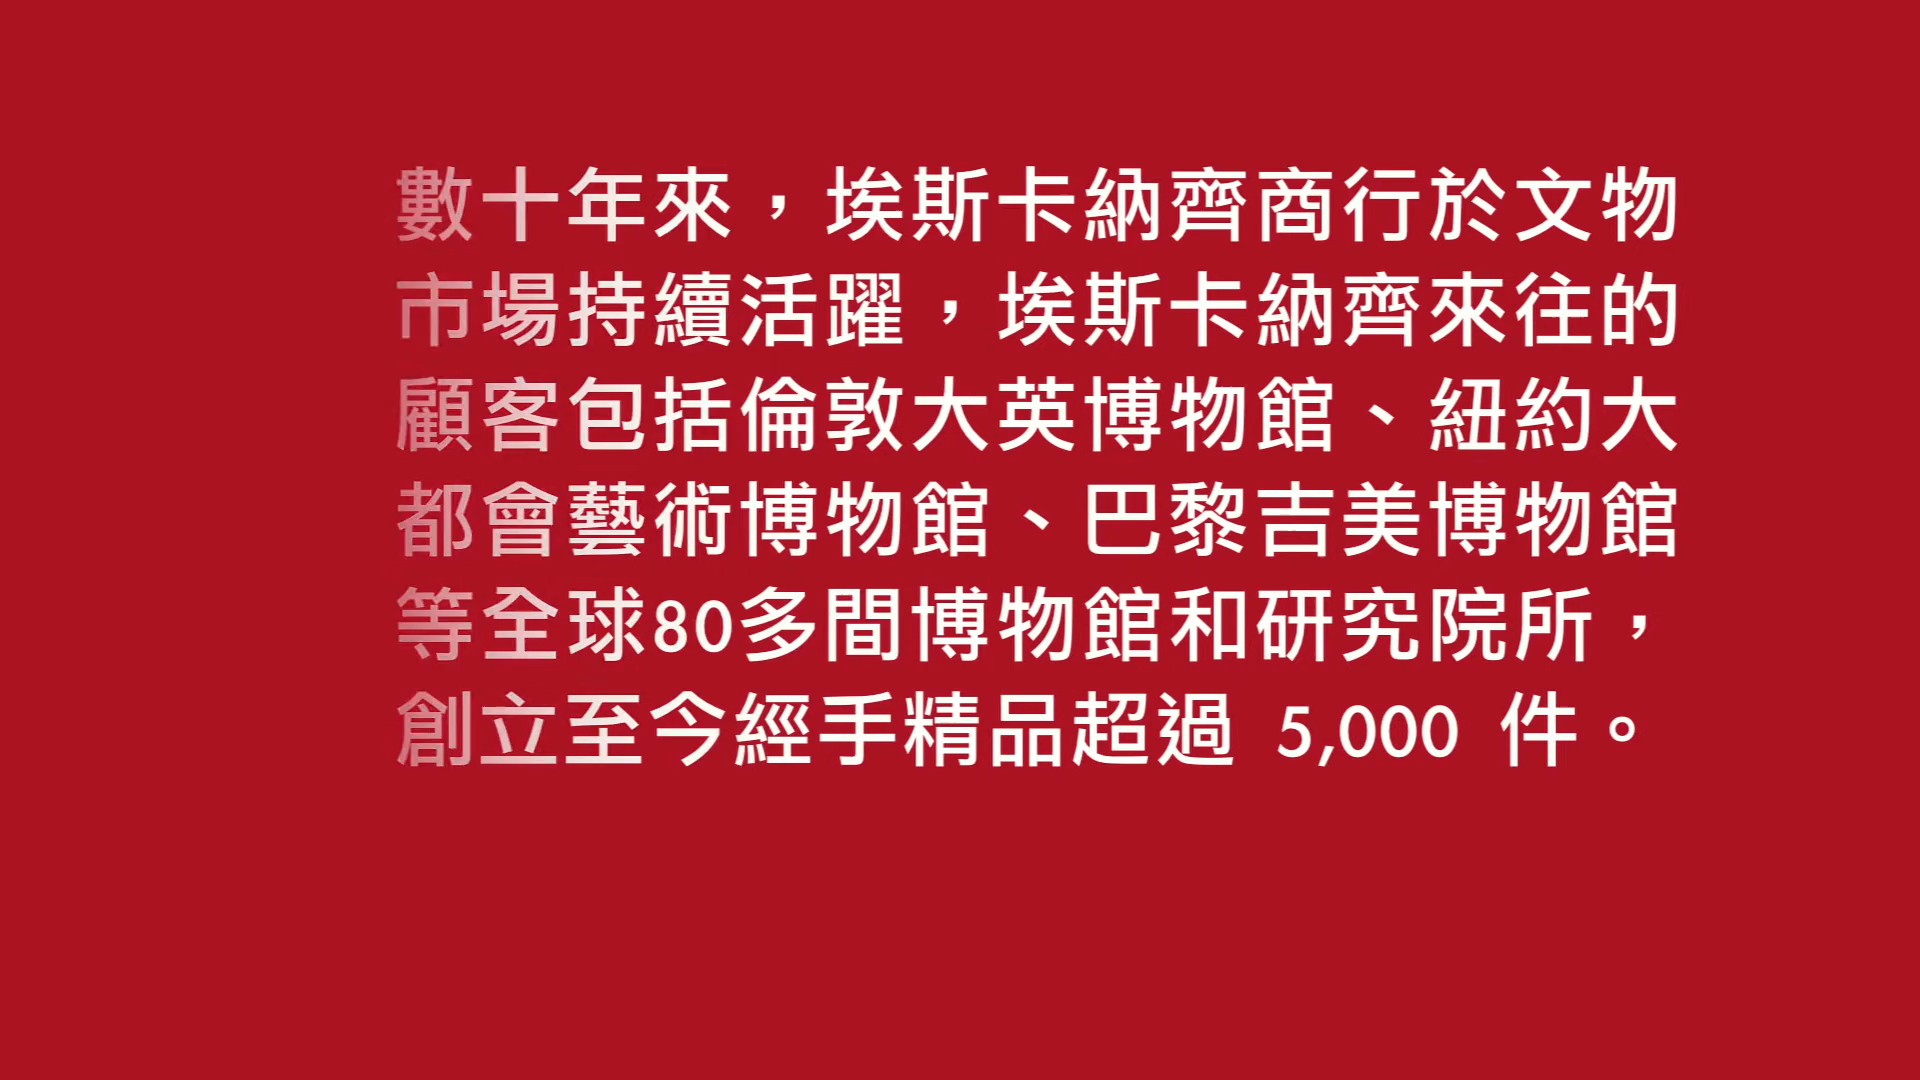 數十年來，埃斯卡納齊商行於文物
市場持續活躍，埃斯卡納齊來往的
顧客包括倫敦大英博物館、紐約大
都會藝術博物館、巴黎吉美博物館
等全球80多間博物館和研究院所，
創立至今經手精品超過 5,000 件。